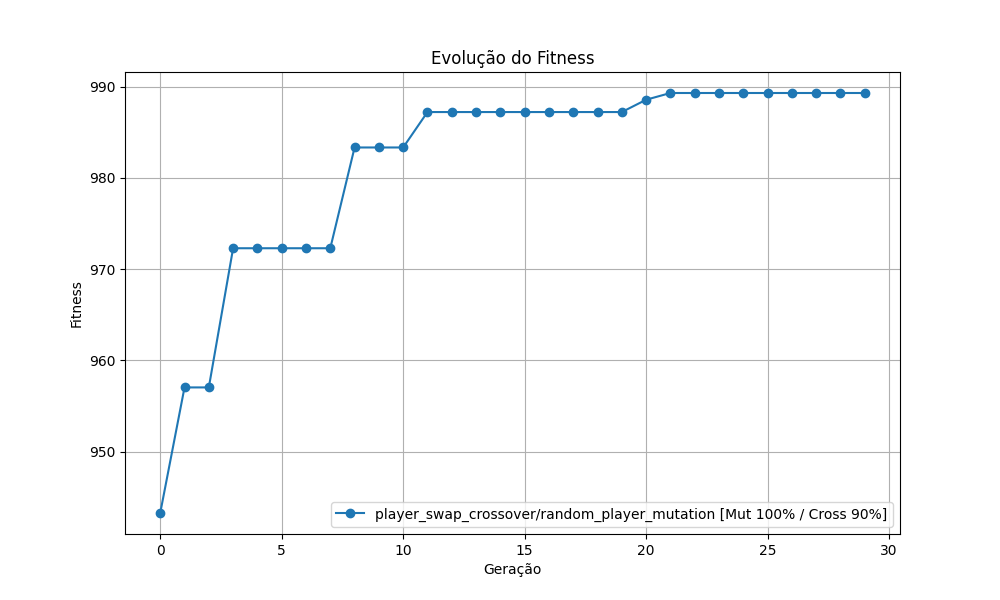 Evolução do Fitness
Fitness
990
980
970
960
950
0 5 10 15 20 25 30
Geração
player_swap_crossover/random_player_mutation [Mut 100% / Cross 90%]